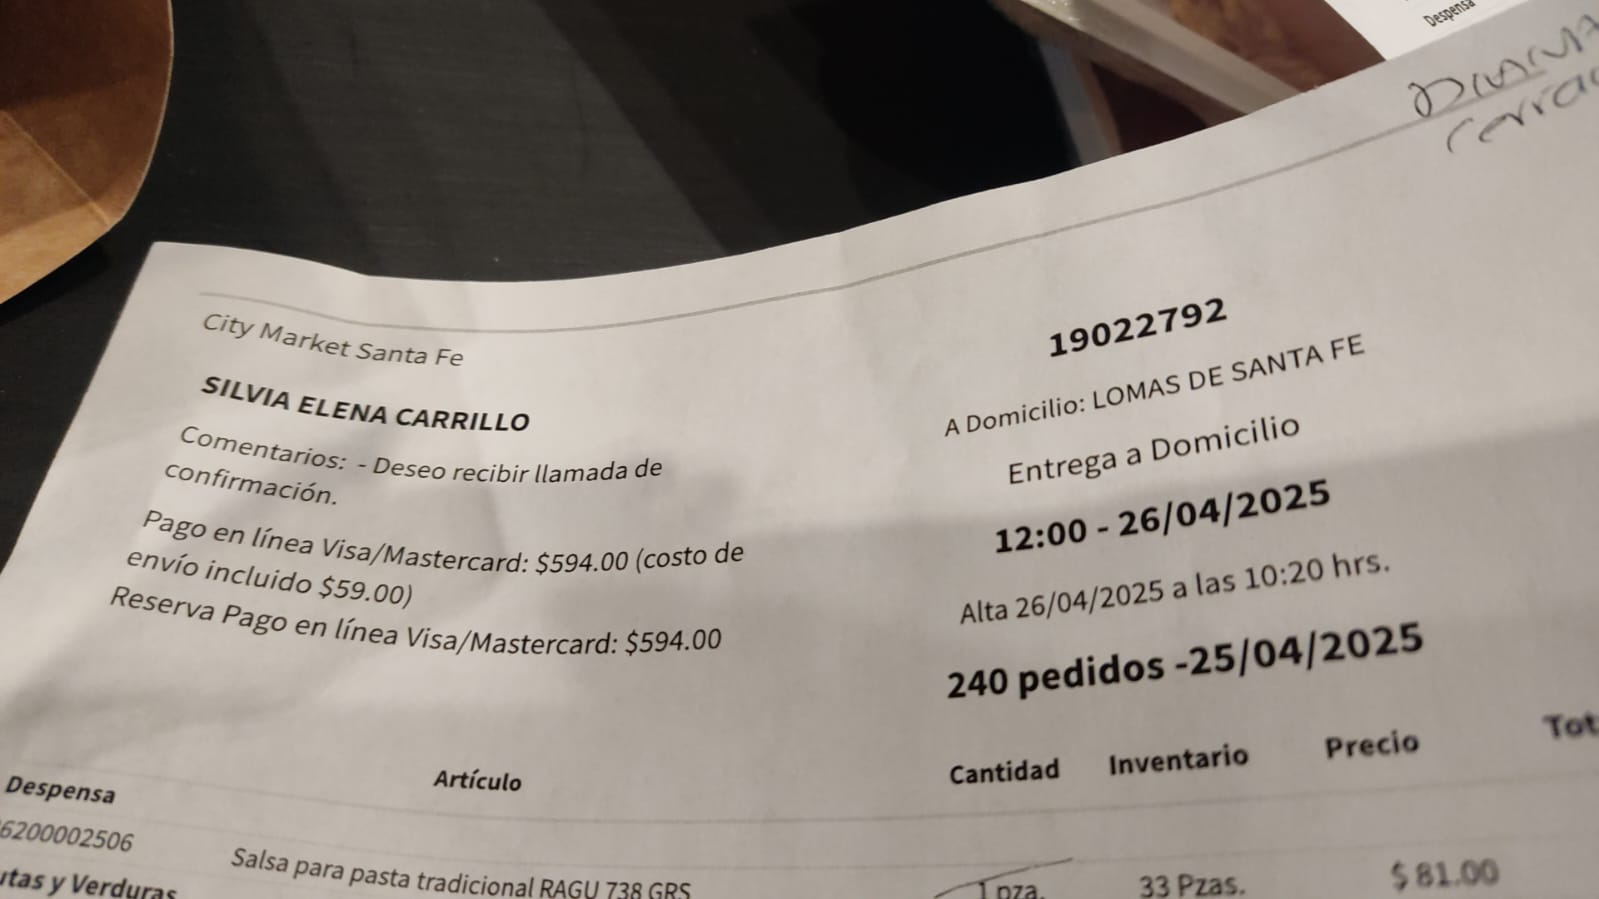 Despensa
City Market Santa Fe
SILVIA ELENA CARRILLO
Comentarios: - Deseo recibir llamada de
confirmación.
Pago en línea Visa/Mastercard: $594.00 (costo de
envío incluido $59.00)
Reserva Pago en línea Visa/Mastercard: $594.00
19022792
A Domicilio: LOMAS DE SANTA FE
Entrega a Domicilio
12:00 - 26/04/2025
Alta 26/04/2025 a las 10:20 hrs.
240 pedidos -25/04/2025
Artículo Cantidad Inventario Precio Tot
Despensa
6200002506 Salsa para pasta tradicional RAGU 738 GRS 1 pza. 33 Pzas. $ 81.00
utas y Verduras